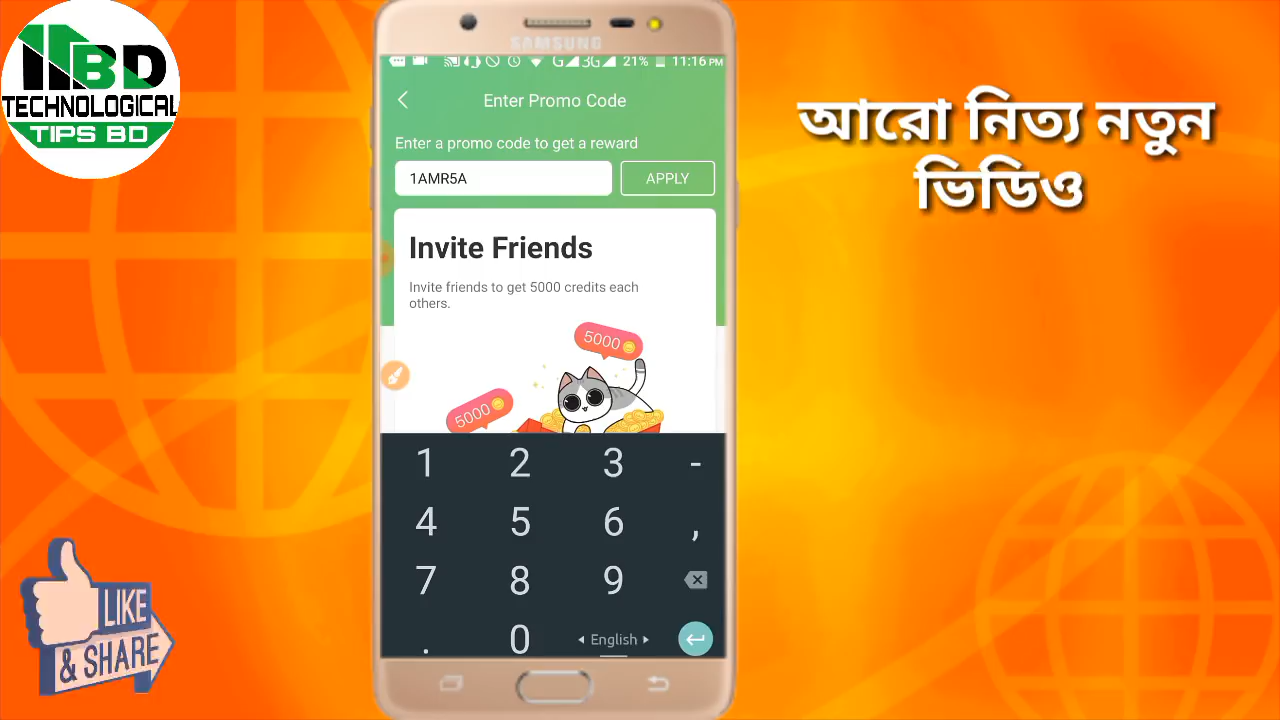 TBD
TECHNOLOGICAL
TIPS BD
SAMSUNG
G 3G 21% 11:16 PM
Enter Promo Code
Enter a promo code to get a reward
1AMR5A
APPLY
Invite Friends
Invite friends to get 5000 credits each
others.
5000
5000
1 2 3 -
4 5 6 ,
7 8 9
. 0 English
আরো নিত্য নতুন
ভিডিও
LIKE
& SHARE